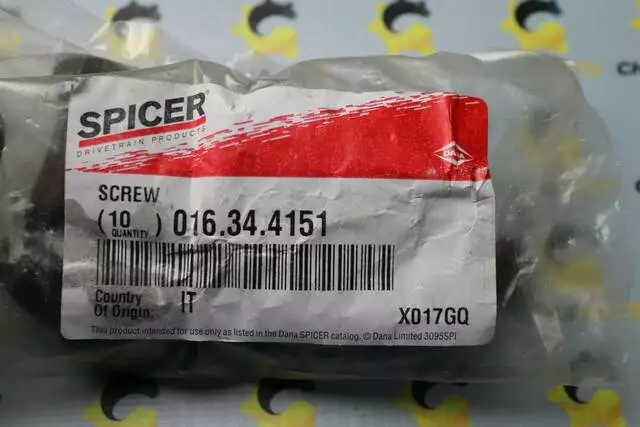 SPICER®
DRIVETRAIN PRODUCTS
DANA
SCREW
(10) 016.34.4151
QUANTITY
Country
Of Origin: IT
X017GQ
This product intended for use only as listed in the Dana SPICER catalog. © Dana Limited 3095SPI